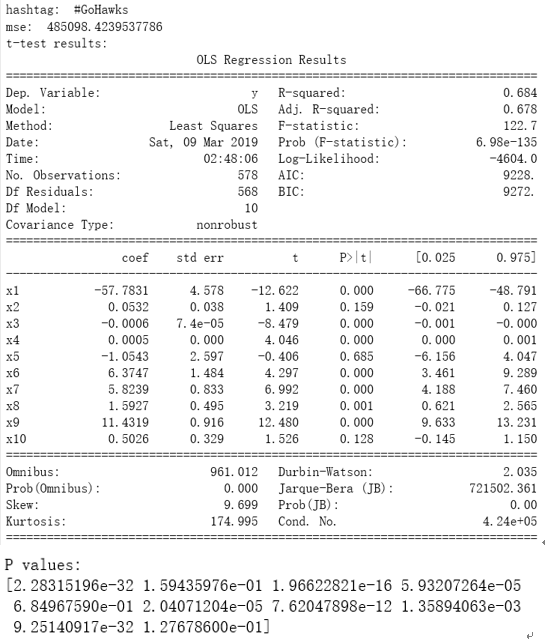 hashtag: #GoHawks
mse: 485098.4239537786
t-test results:
OLS Regression Results
==============================================================================
Dep. Variable: y R-squared: 0.684
Model: OLS Adj. R-squared: 0.678
Method: Least Squares F-statistic: 122.7
Date: Sat, 09 Mar 2019 Prob (F-statistic): 6.98e-135
Time: 02:48:06 Log-Likelihood: -4604.0
No. Observations: 578 AIC: 9228.
Df Residuals: 568 BIC: 9272.
Df Model: 10
Covariance Type: nonrobust
==============================================================================
coef std err t P>|t| [0.025 0.975]
------------------------------------------------------------------------------
x1 -57.7831 4.578 -12.622 0.000 -66.775 -48.791
x2 0.0532 0.038 1.409 0.159 -0.021 0.127
x3 -0.0006 7.4e-05 -8.479 0.000 -0.001 -0.000
x4 0.0005 0.000 4.046 0.000 0.000 0.001
x5 -1.0543 2.597 -0.406 0.685 -6.156 4.047
x6 6.3747 1.484 4.297 0.000 3.461 9.289
x7 5.8239 0.833 6.992 0.000 4.188 7.460
x8 1.5927 0.495 3.219 0.001 0.621 2.565
x9 11.4319 0.916 12.480 0.000 9.633 13.231
x10 0.5026 0.329 1.526 0.128 -0.145 1.150
==============================================================================
Omnibus: 961.012 Durbin-Watson: 2.035
Prob(Omnibus): 0.000 Jarque-Bera (JB): 721502.361
Skew: 9.699 Prob(JB): 0.00
Kurtosis: 174.995 Cond. No. 4.24e+05
==============================================================================
P values:
[2.28315196e-32 1.59435976e-01 1.96622821e-16 5.93207264e-05
6.84967590e-01 2.04071204e-05 7.62047898e-12 1.35894063e-03
9.25140917e-32 1.27678600e-01]